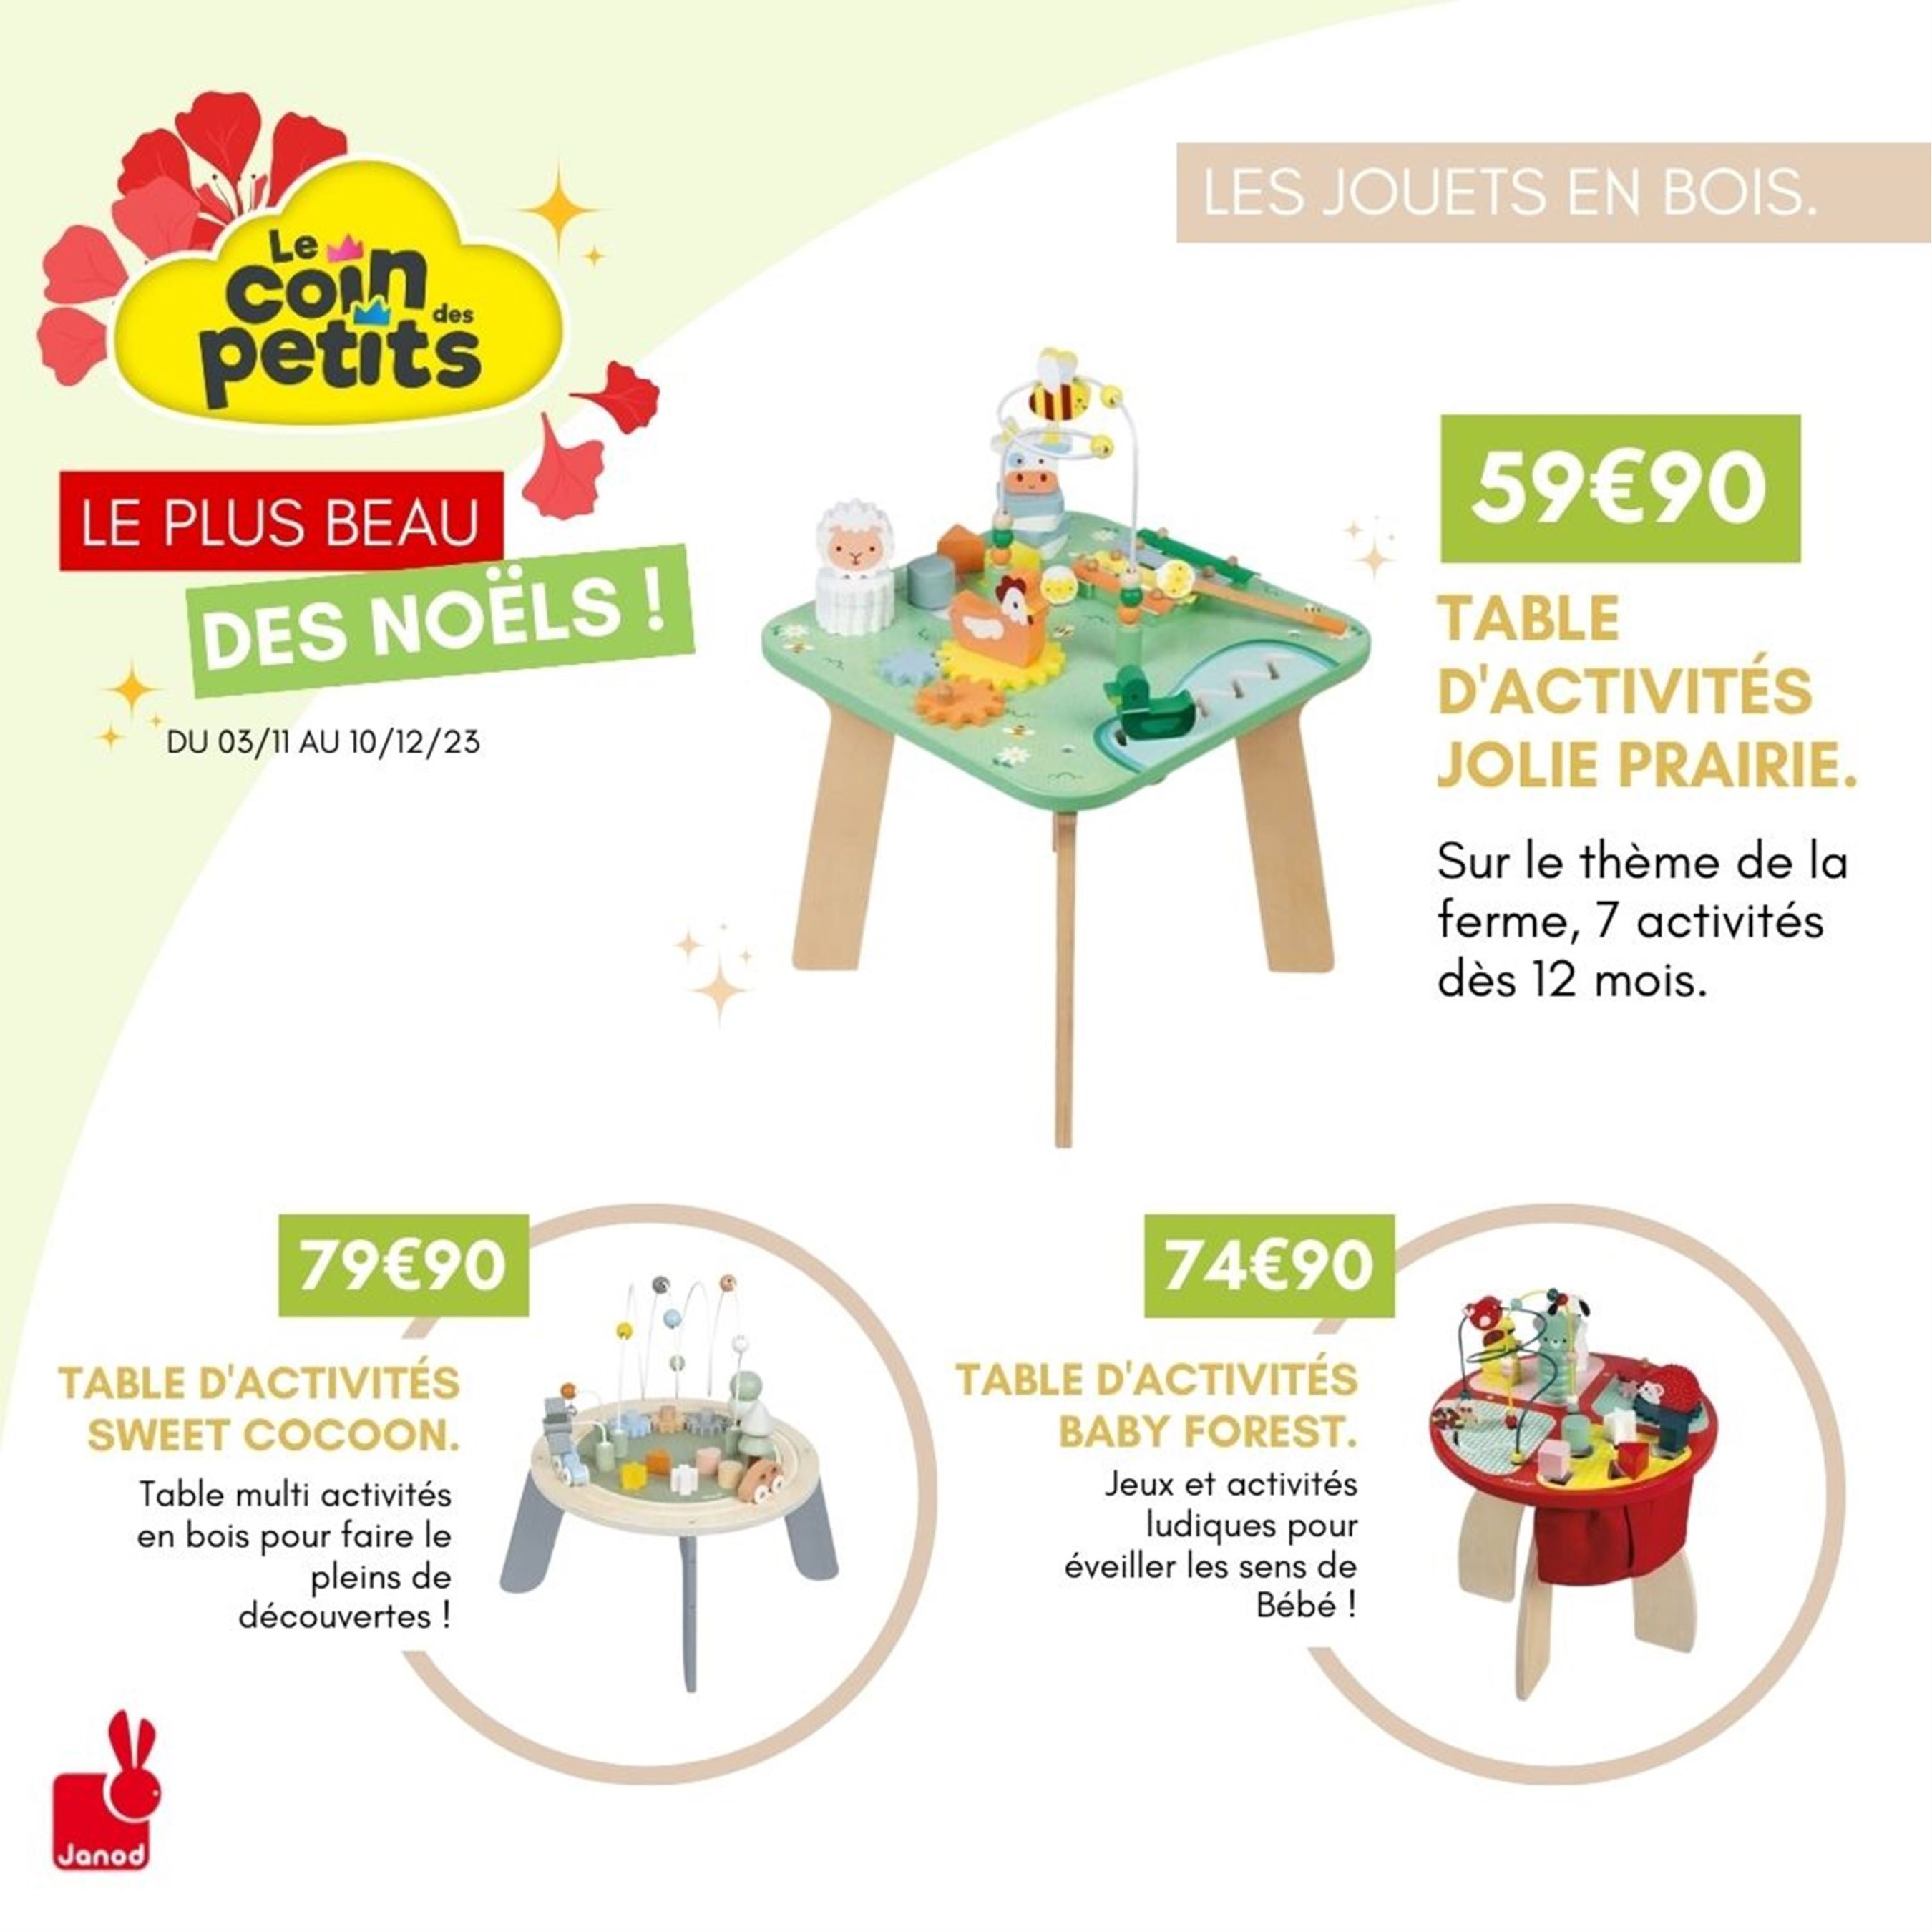 Le
coin
des
petits
LE PLUS BEAU
DES NOËLS !
DU 03/11 AU 10/12/23
LES JOUETS EN BOIS.
59€90
TABLE
D'ACTIVITÉS
JOLIE PRAIRIE.
Sur le thème de la
ferme, 7 activités
dès 12 mois.
79€90
TABLE D'ACTIVITÉS
SWEET COCOON.
Table multi activités
en bois pour faire le
pleins de
découvertes !
74€90
TABLE D'ACTIVITÉS
BABY FOREST.
Jeux et activités
ludiques pour
éveiller les sens de
Bébé !
Janod